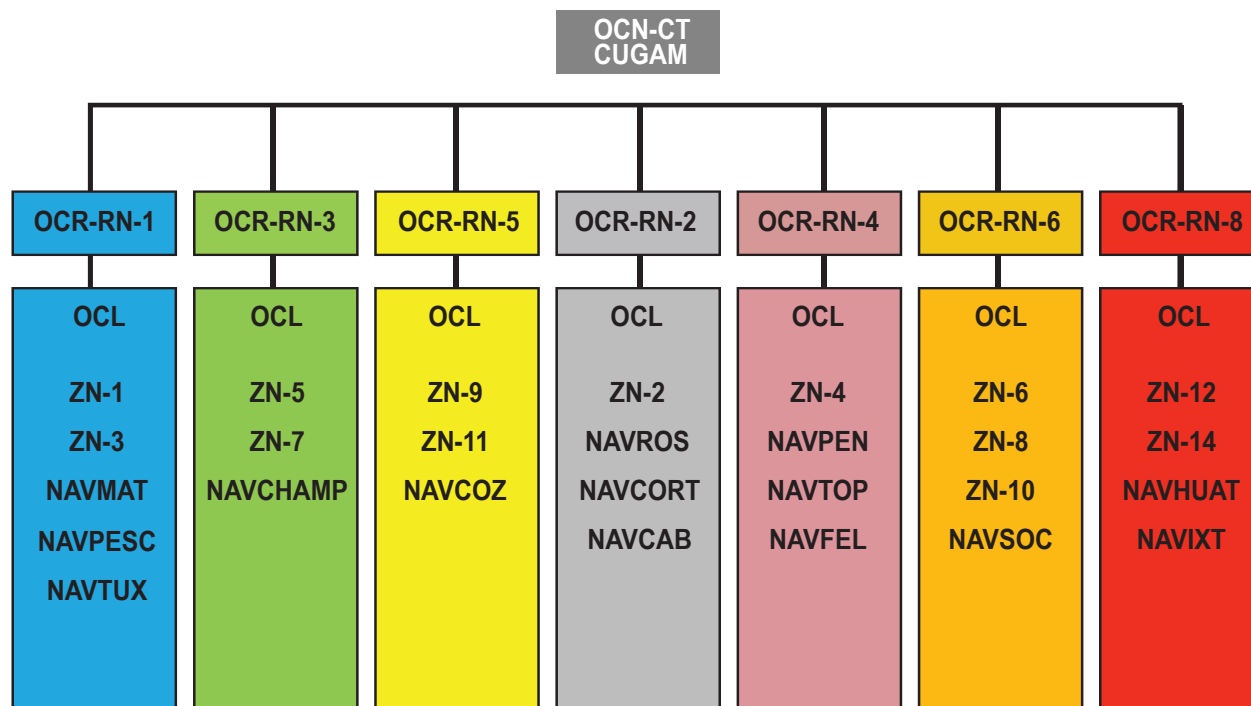 OCN-CT
CUGAM
OCR-RN-1
OCR-RN-3
OCR-RN-5
OCR-RN-2
OCR-RN-4
OCR-RN-6
OCR-RN-8
OCL
ZN-1
ZN-3
NAVMAT
NAVPESC
NAVTUX
OCL
ZN-5
ZN-7
NAVCHAMP
OCL
ZN-9
ZN-11
NAVCOZ
OCL
ZN-2
NAVROS
NAVCORT
NAVCAB
OCL
ZN-4
NAVPEN
NAVTOP
NAVFEL
OCL
ZN-6
ZN-8
ZN-10
NAVSOC
OCL
ZN-12
ZN-14
NAVHUAT
NAVIXT